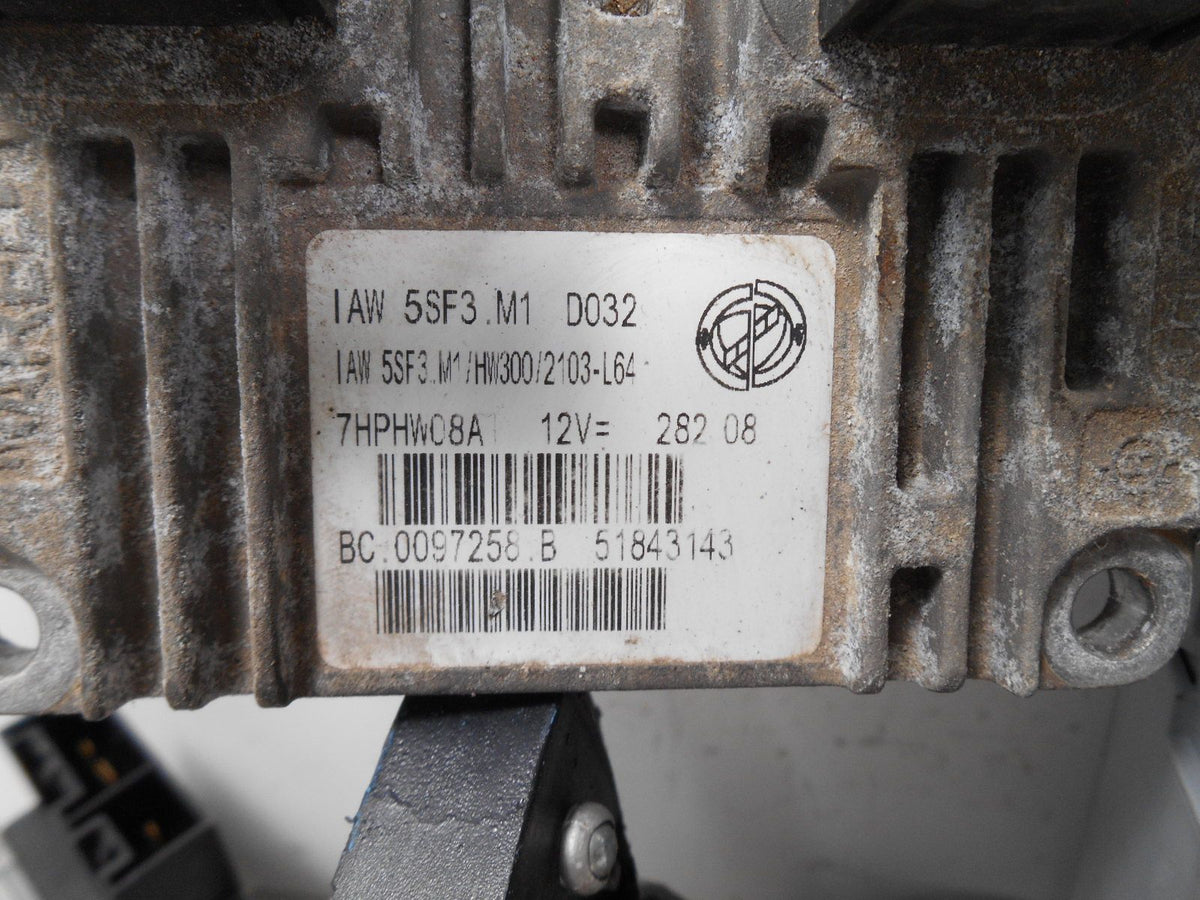 IAW 5SF3.M1 D032
IAW 5SF3.M1/HW300/2103-L64
7HPHW08A 12V= 282 08
BC.0097258.B 51843143